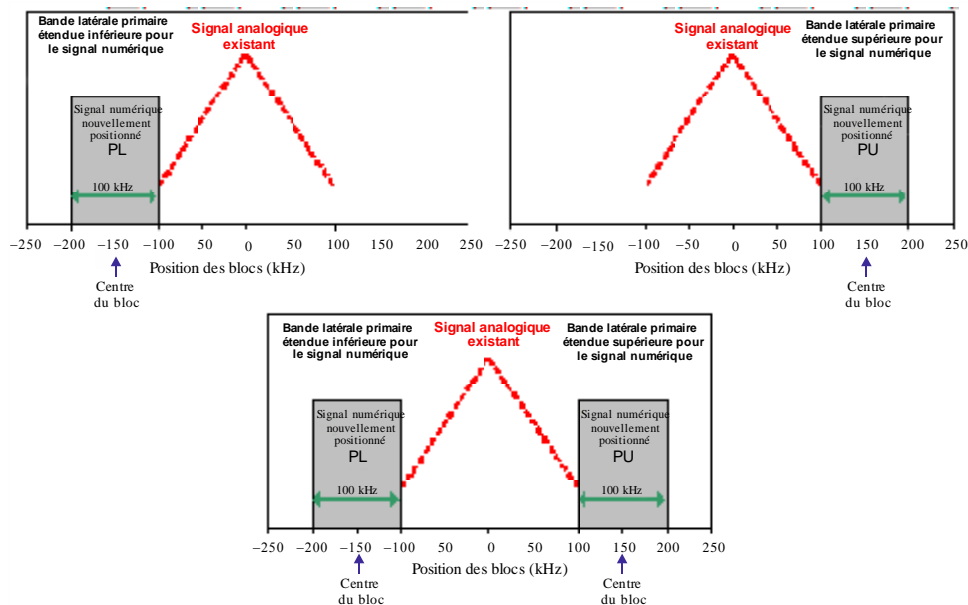 Bande latérale primaire
étendue inférieure pour
le signal numérique
Signal analogique
existant
Signal numérique
nouvellement
positionné
PL
100 kHz
−250 −200 −150 −100 50 0 50 100 150 200 250
Position des blocs (kHz)
Centre
du bloc
Signal analogique
existant
Bande latérale primaire
étendue supérieure pour
le signal numérique
Signal numérique
nouvellement
positionné
PU
100 kHz
−250 −200 −150 −100 −50 0 50 100 150 200 250
Position des blocs (kHz)
Centre
du bloc
Bande latérale primaire
étendue inférieure pour
le signal numérique
Signal analogique
existant
Bande latérale primaire
étendue supérieure pour
le signal numérique
Signal numérique
nouvellement
positionné
PL
100 kHz
Signal numérique
nouvellement
positionné
PU
100 kHz
−250 −200 −150 −100 50 0 50 100 150 200 250
Position des blocs (kHz)
Centre
du bloc
Centre
du bloc